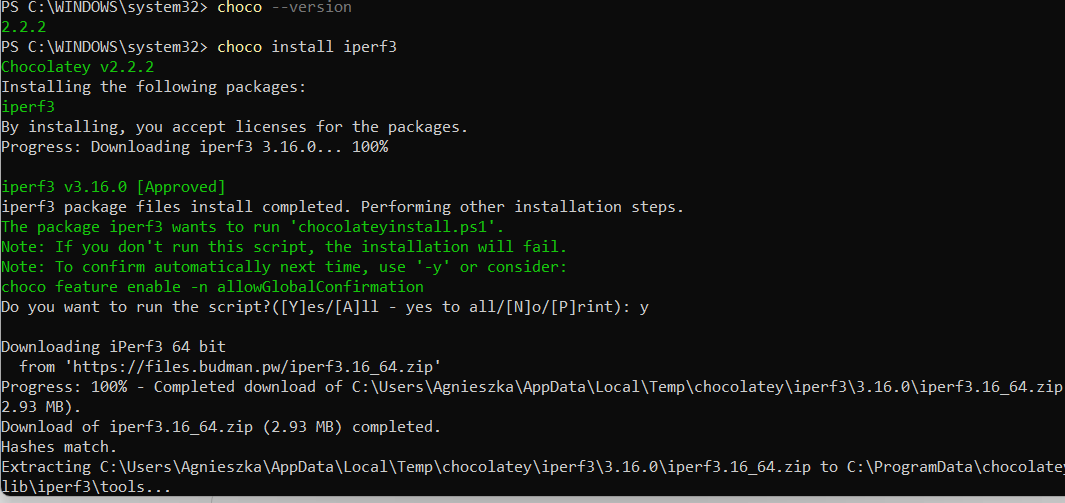 PS C:\WINDOWS\system32> choco --version
2.2.2
PS C:\WINDOWS\system32> choco install iperf3
Chocolatey v2.2.2
Installing the following packages:
iperf3
By installing, you accept licenses for the packages.
Progress: Downloading iperf3 3.16.0... 100%
iperf3 v3.16.0 [Approved]
iperf3 package files install completed. Performing other installation steps.
The package iperf3 wants to run 'chocolateyinstall.ps1'.
Note: If you don't run this script, the installation will fail.
Note: To confirm automatically next time, use '-y' or consider:
choco feature enable -n allowGlobalConfirmation
Do you want to run the script?([Y]es/[A]ll - yes to all/[N]o/[P]rint): y
Downloading iPerf3 64 bit
  from 'https://files.budman.pw/iperf3.16_64.zip'
Progress: 100% - Completed download of C:\Users\Agnieszka\AppData\Local\Temp\chocolatey\iperf3\3.16.0\iperf3.16_64.zip
2.93 MB).
Download of iperf3.16_64.zip (2.93 MB) completed.
Hashes match.
Extracting C:\Users\Agnieszka\AppData\Local\Temp\chocolatey\iperf3\3.16.0\iperf3.16_64.zip to C:\ProgramData\chocolatey
lib\iperf3\tools...